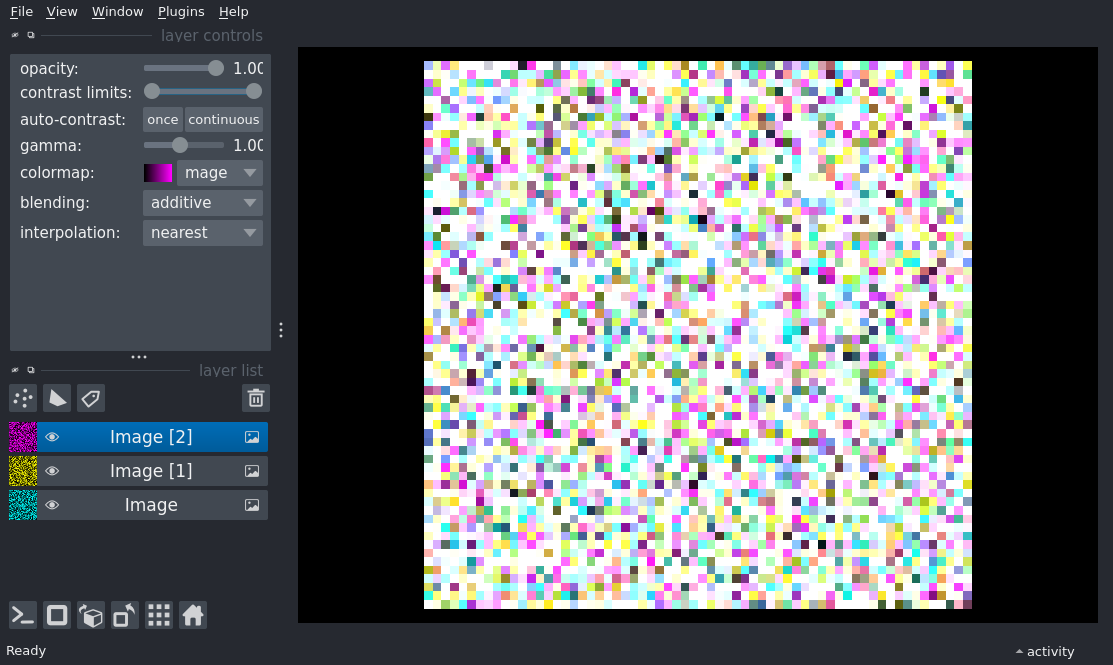 File View Window Plugins Help
layer controls
opacity: 1.00
contrast limits:
auto-contrast: once continuous
gamma: 1.00
colormap: mage
blending: additive
interpolation: nearest
layer list
Image [2]
Image [1]
Image
Ready activity